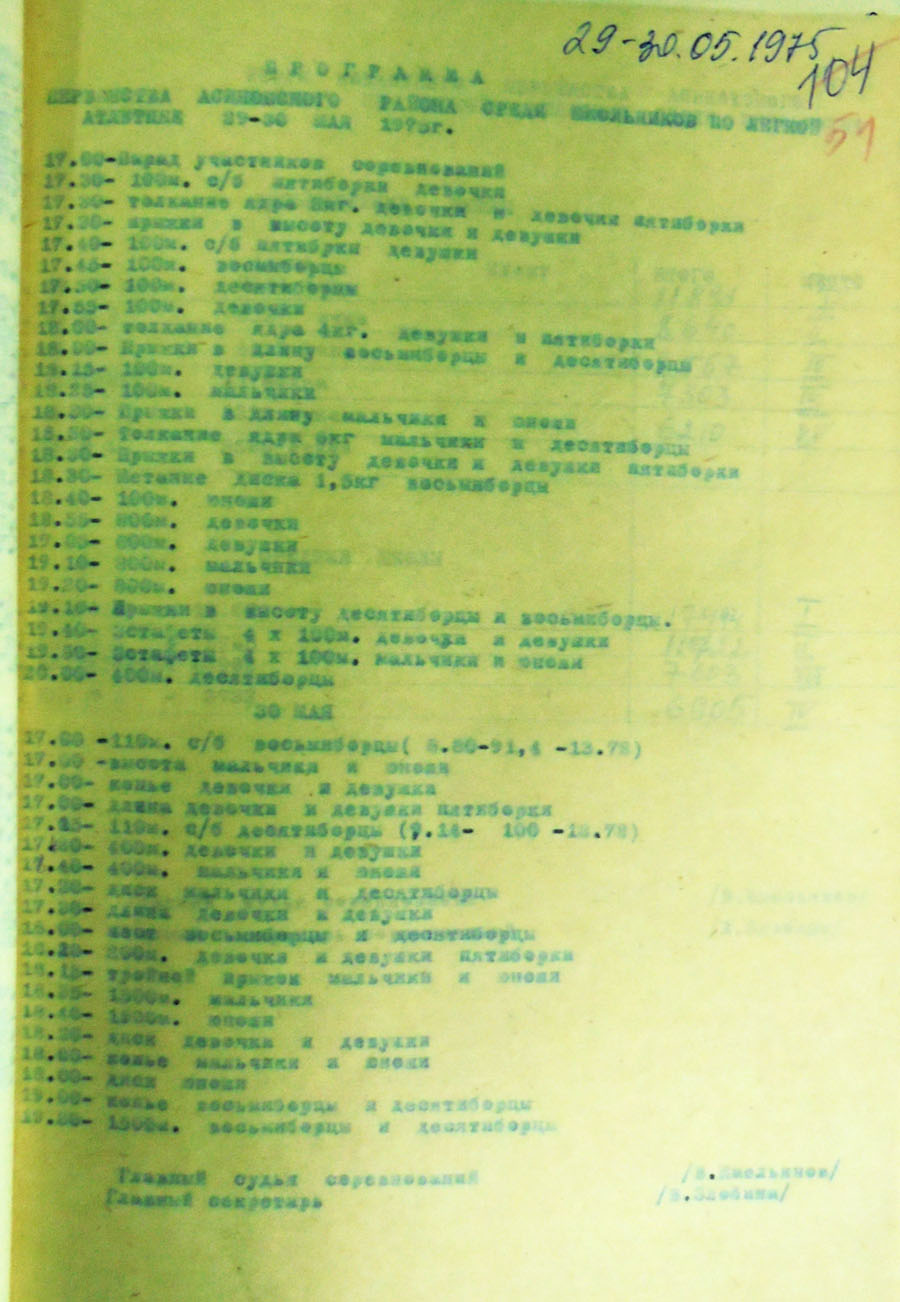 29-30.05.1975
104
51
ПРОГРАММА
ПЕРВЕНСТВА АСИНОВСКОГО РАЙОНА СРЕДИ ШКОЛЬНИКОВ ПО ЛЕГКОЙ
АТЛЕТИКЕ 29-30 МАЯ 1975г.
17.00-Парад участников соревнований
17.30- 100м. с/б пятиборки девочки
17.30- толкание ядра 3кг. девочки и девочки пятиборки
17.30- прыжки в высоту девочки и девушки
17.40- 100м. с/б пятибрки девушки
17.45- 100м. восмиборцы
17.50- 100м. десятиборцы
17.55- 100м. девочки
18.00- толкание ядра 4кг. девушки и пятиборки
18.00- Прыжки в длину восьмиборцы и десятиборцы
18.15- 100м. девушки
18.25- 100м. мальчики
18.30- Прыжки в длину мальчики и юноши
18.30- Толкание ядра 6кг мальчики и десятиборцы
18.30- Прыжки в высоту девочки и девушки пятиборки
18.30- Метание диска 1,5кг восьмиборцы
18.40- 100м. юноши
18.55- 800м. девочки
19.05- 800м. девушки
19.10- 800м. мальчики
19.20- 800м. юноши
19.10- Прыжки в высоту десятиборцы и восьмиборцы.
19.40- Эстафеты 4 х 100м. девочки и девушки
19.50- Эстафеты 4 х 100м. мальчики и юноши
20.00- 400м. десятиборцы
30 МАЯ
17.00 -110м. с/б восьмиборцы( 8.80-91,4 -13.72)
17.00 -высота мальчики и юноши
17.00- копье девочки и девушки
17.00- длина девочки и девушки пятиборки
17.15- 110м. с/б десятиборцы (9.14- 100 -13.72)
17.20- 400м. девочки и девушки
17.40- 400м. мальчики и юноши
17.30- диск мальчики и десятиборцы
17.30- длина девочки и девушки
18.00- шест восьмиборцы и десятиборцы
18.10- 200м. девочки и девушки пятиборки
18.15- тройной прыжок мальчики и юноши
18.35- 1500м. мальчики
18.40- 1500м. юноши
18.20- диск девочки и девушки
18.00- копье мальчики и юноши
18.00- диск юноши
19.00- копье восьмиборцы и десятиборцы
19.20- 1500м. восьмиборцы и десятиборцы
Главный судья соревнований /В.Емельянов/
Главный секретарь /В.Злобина/